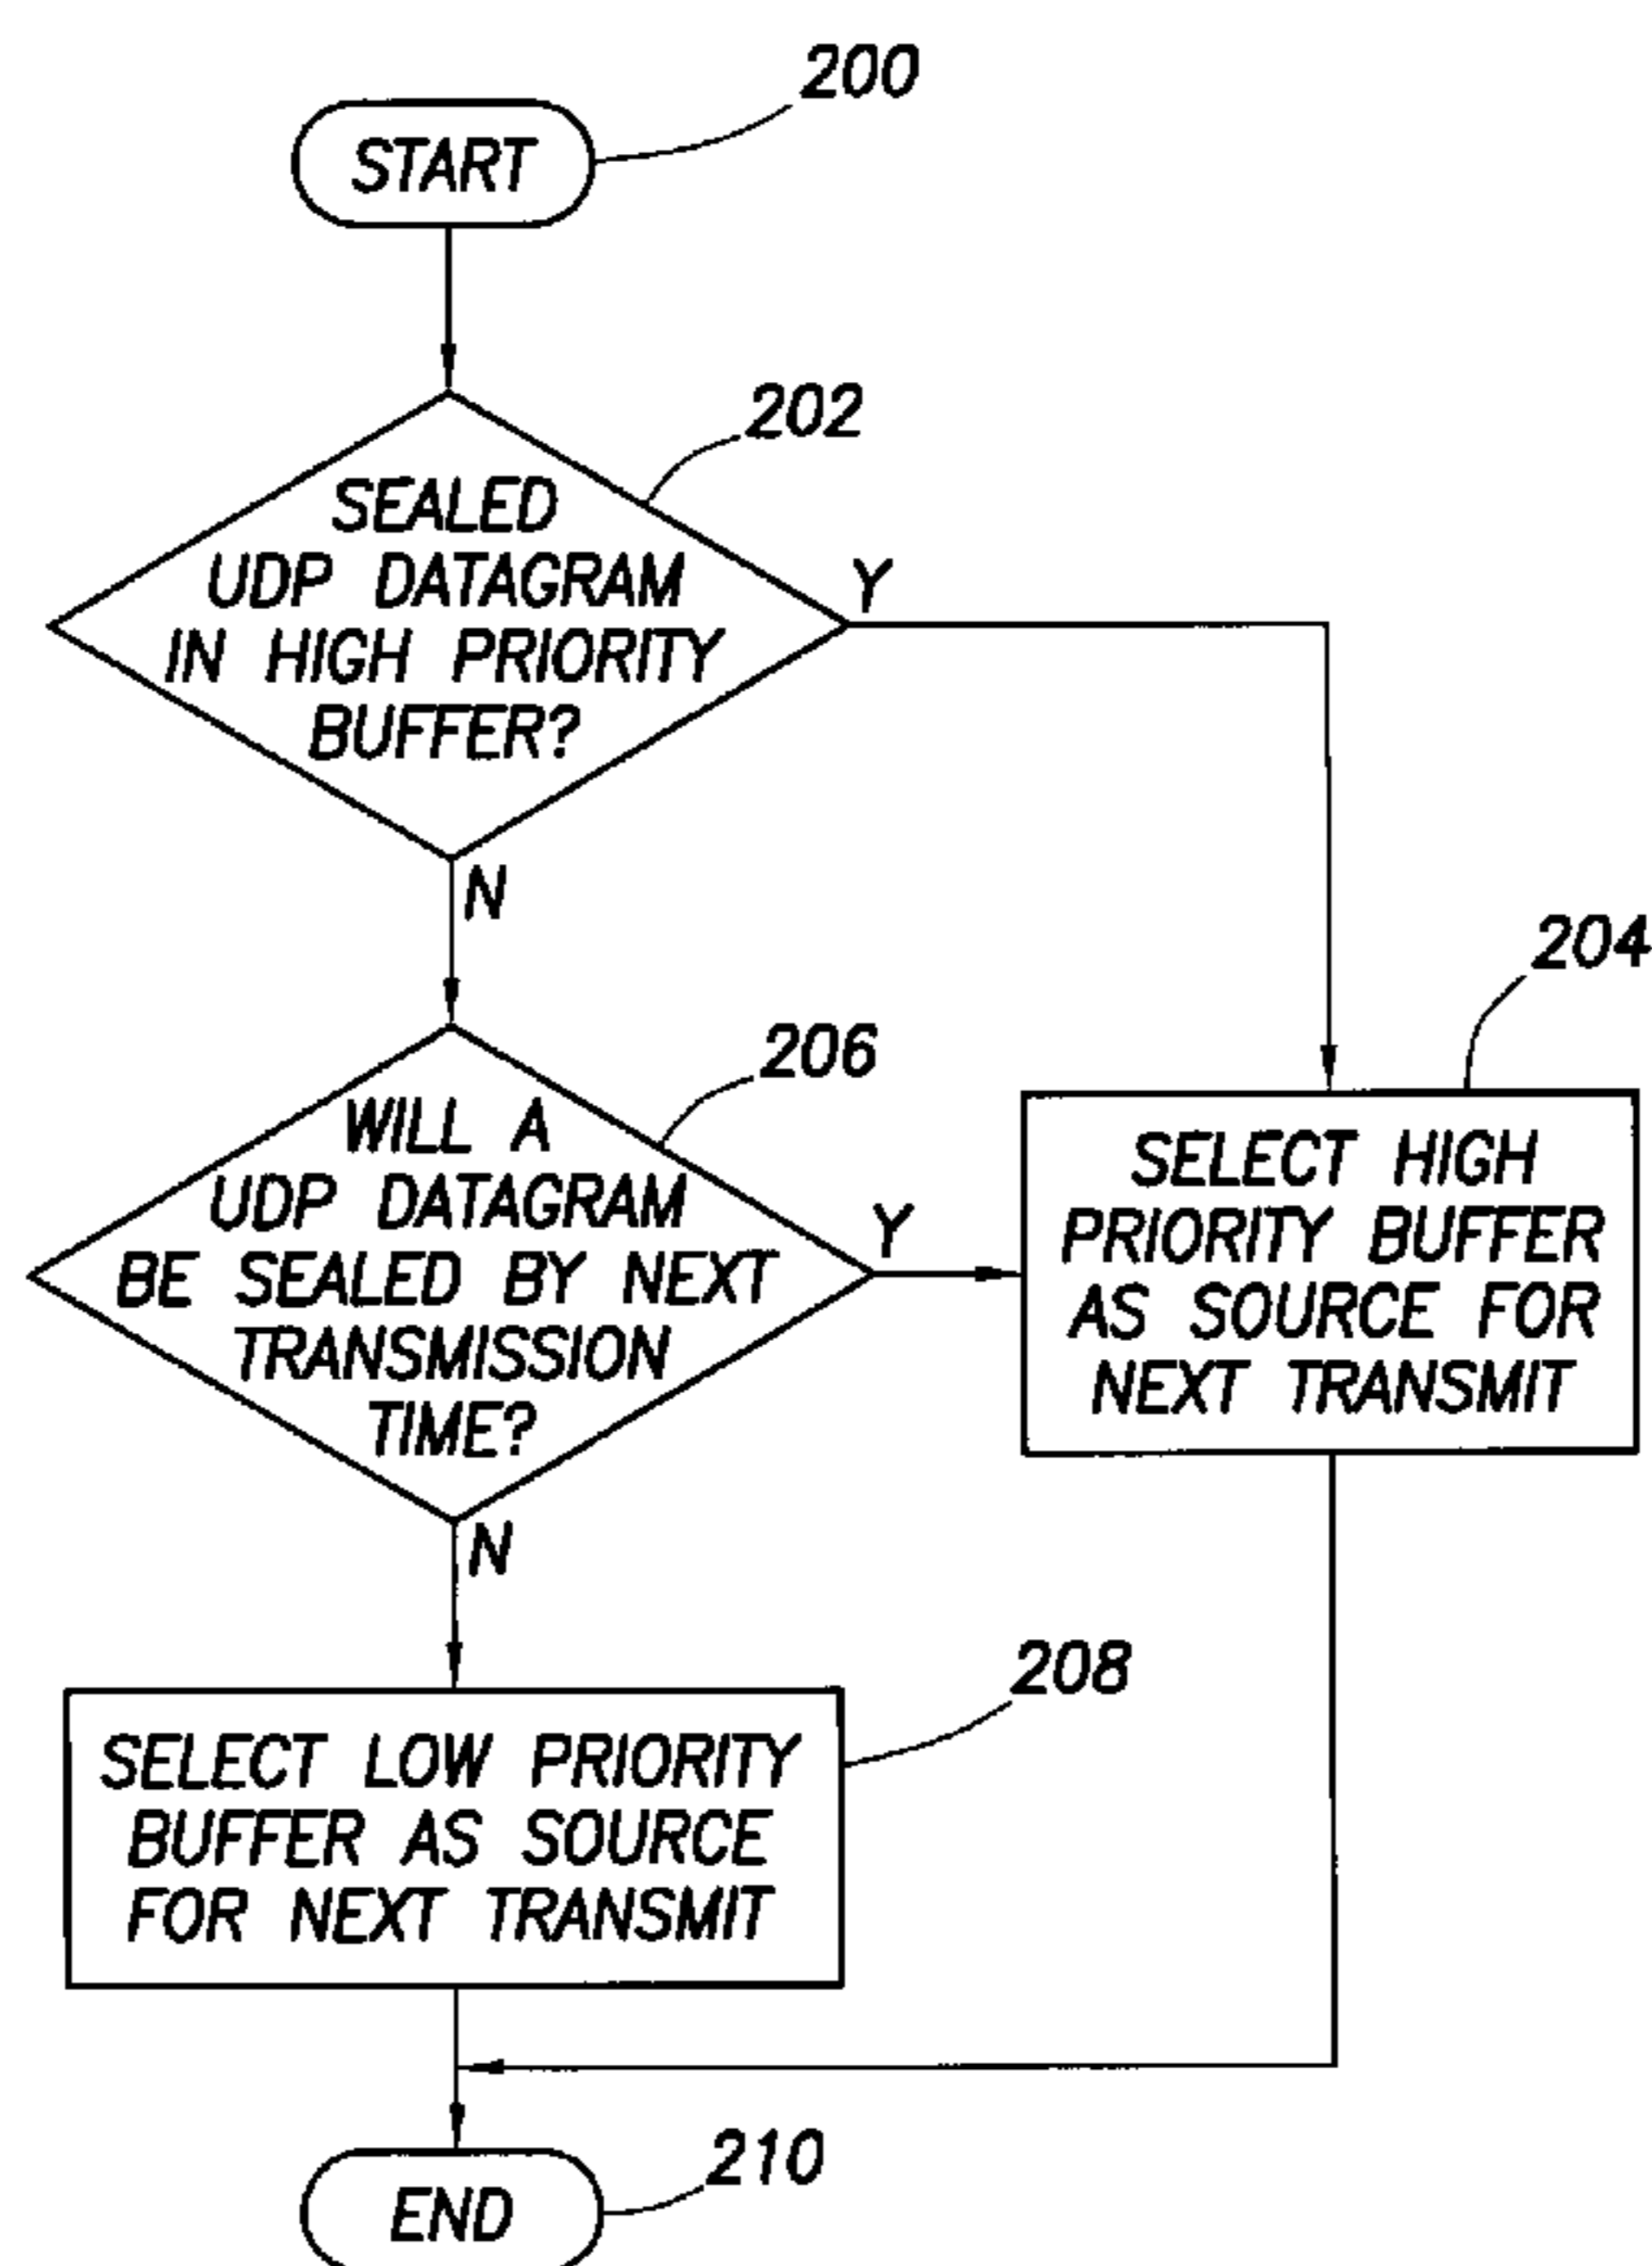 200
START
202
SEALED
UDP DATAGRAM
IN HIGH PRIORITY
BUFFER?
Y
N
204
206
WILL A
UDP DATAGRAM
BE SEALED BY NEXT
TRANSMISSION
TIME?
Y
N
SELECT HIGH
PRIORITY BUFFER
AS SOURCE FOR
NEXT TRANSMIT
208
SELECT LOW PRIORITY
BUFFER AS SOURCE
FOR NEXT TRANSMIT
210
END